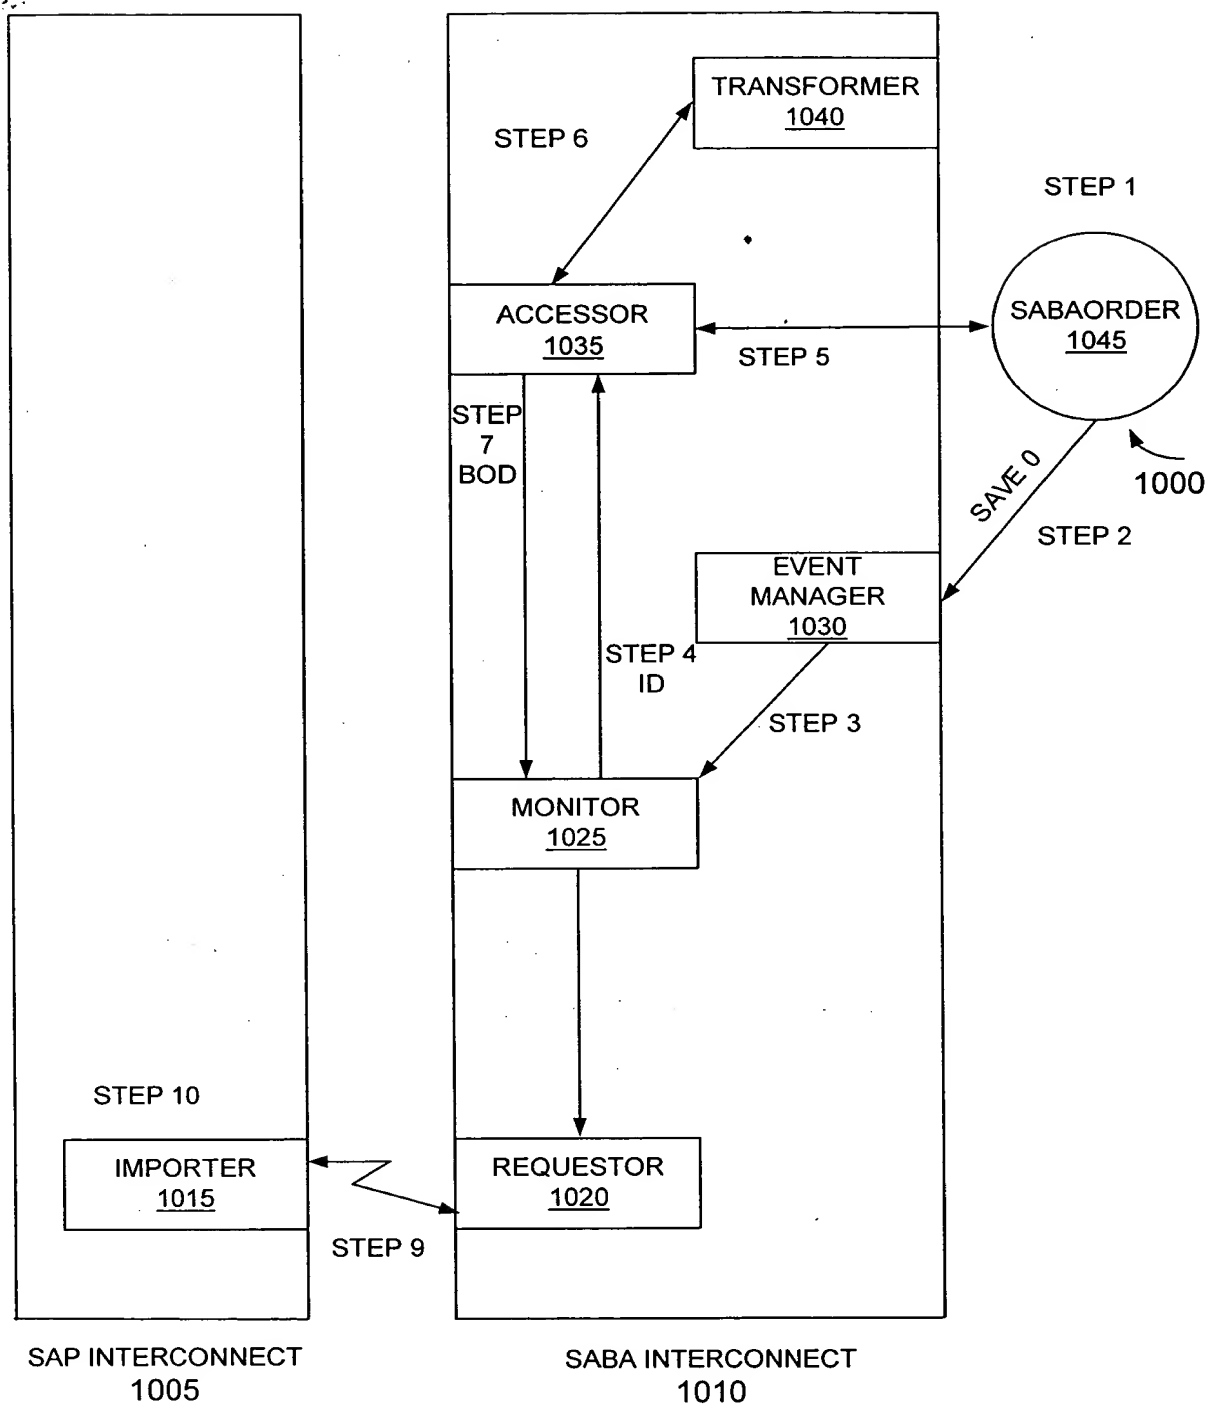 TRANSFORMER
1040
STEP 6
STEP 1
ACCESSOR
1035
SABAORDER
1045
STEP 5
STEP
7
BOD
SAVE 0
1000
STEP 2
EVENT
MANAGER
1030
STEP 4
ID
STEP 3
MONITOR
1025
STEP 10
IMPORTER
1015
REQUESTOR
1020
STEP 9
SAP INTERCONNECT
1005
SABA INTERCONNECT
1010